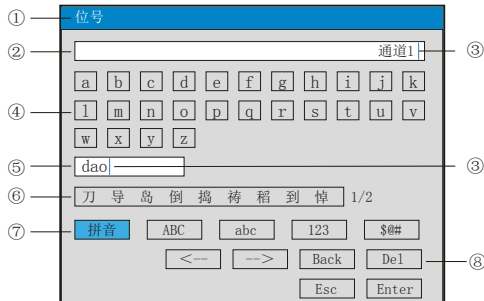 ① 位号
② 通道1 ③
a b c d e f g h i j k
④ l m n o p q r s t u v
w x y z
⑤ dao ③
⑥ 刀 导 岛 倒 捣 祷 稻 到 悼 1/2
⑦ 拼音 ABC abc 123 $@#
<-- --> Back Del ⑧
Esc Enter